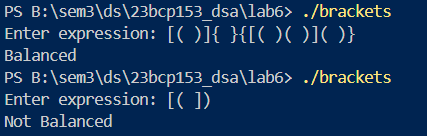 PS B:\sem3\ds\23bcp153_dsa\lab6> ./brackets
Enter expression: [( )]{ }{[( )( )]( )}
Balanced
PS B:\sem3\ds\23bcp153_dsa\lab6> ./brackets
Enter expression: [( ])
Not Balanced